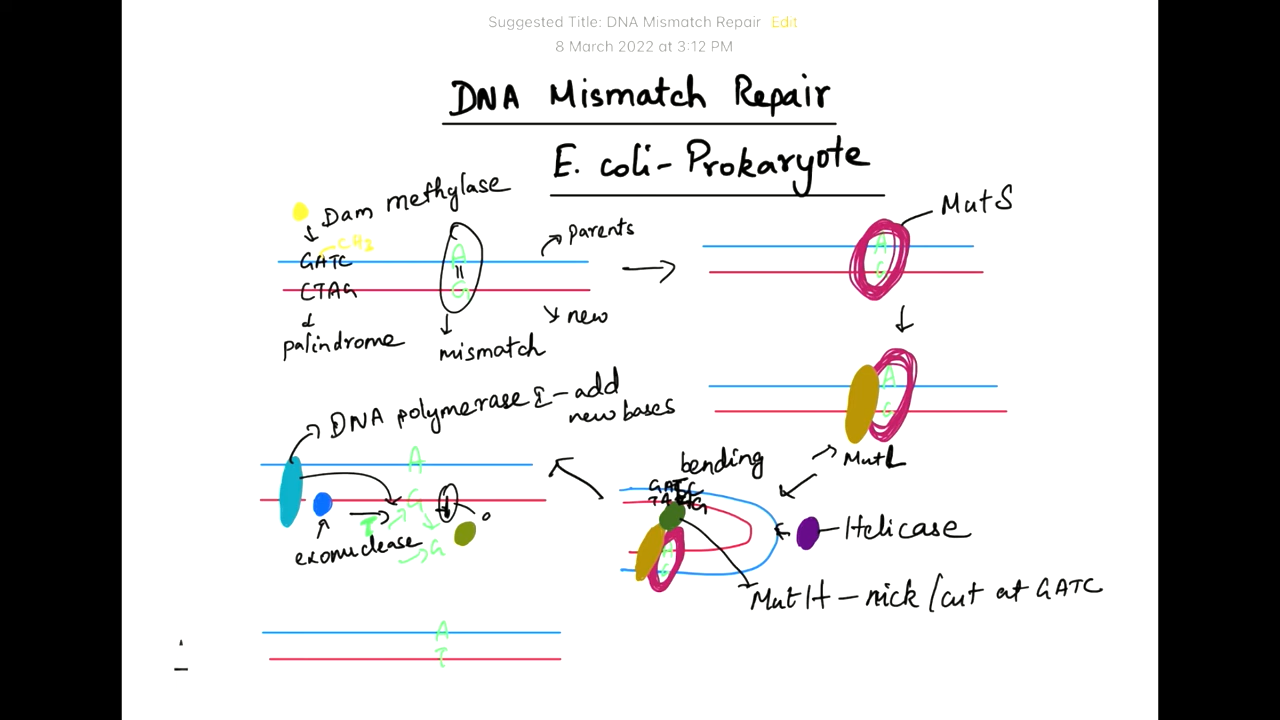 Suggested Title: DNA Mismatch Repair Edit
8 March 2022 at 3:12 PM
DNA Mismatch Repair
E. coli - Prokaryote
Dam methylase
CH3
GATC
CTAG
palindrome
A
G
mismatch
parents
new
MutS
A
G
A
G
MutL
DNA polymerase
- add
new bases
A
G
T
G
exonuclease
bending
GATC
A
G
Helicase
MutH - nick/cut at GATC
A
T